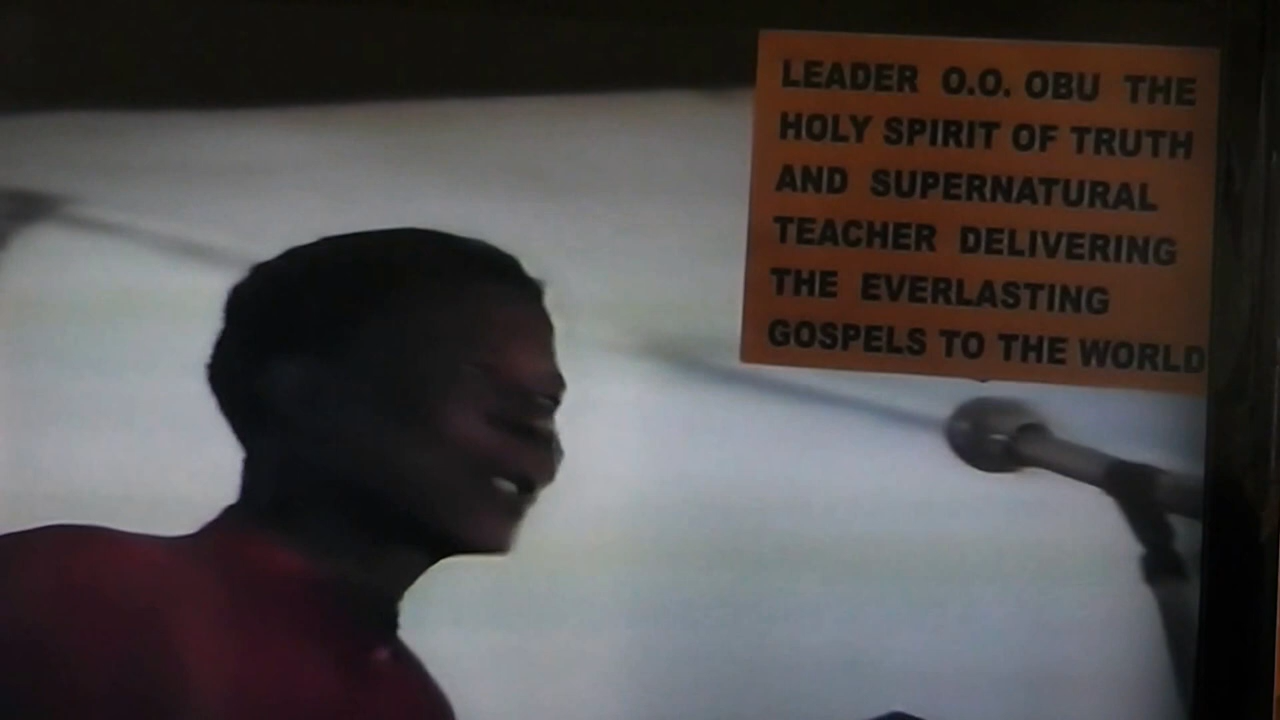 LEADER O.O. OBU THE
HOLY SPIRIT OF TRUTH
AND SUPERNATURAL
TEACHER DELIVERING
THE EVERLASTING
GOSPELS TO THE WORLD